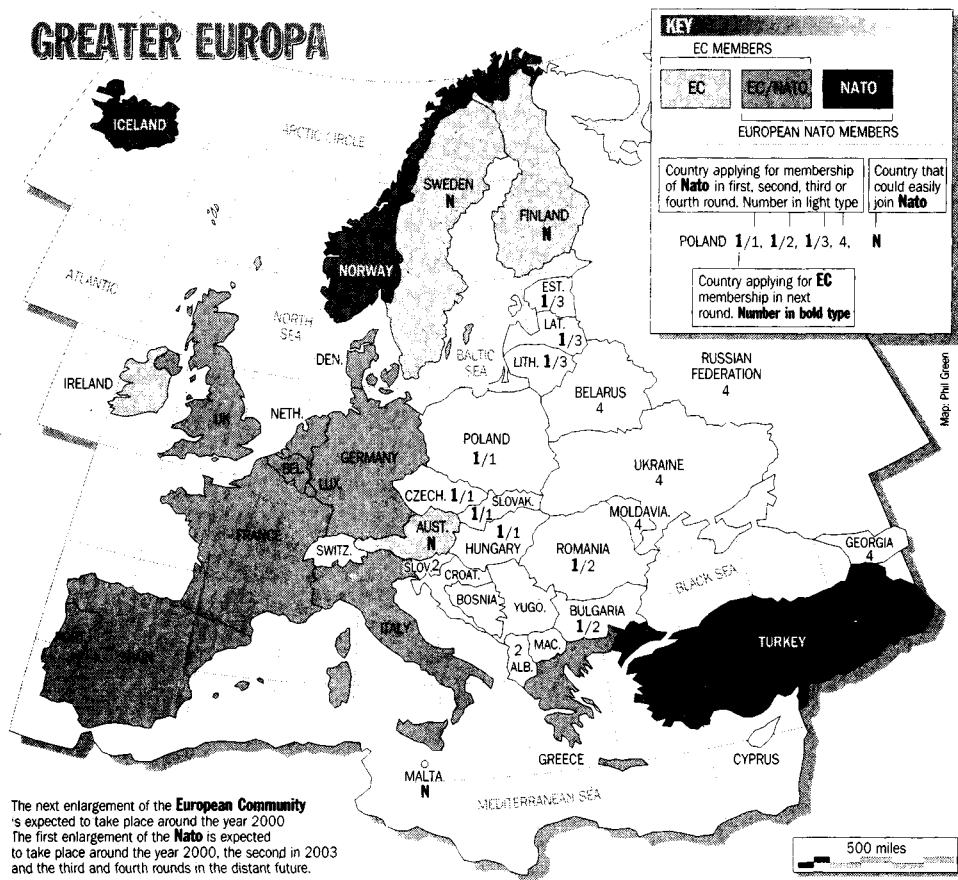 GREATER EUROPA
KEY
EC MEMBERS
EC
EC/NATO
NATO
EUROPEAN NATO MEMBERS
Country applying for membership
of Nato in first, second, third or
fourth round. Number in light type
Country that
could easily
join Nato
POLAND 1/1, 1/2, 1/3, 4, N
Country applying for EC
membership in next
round. Number in bold type
ICELAND
ARCTIC CIRCLE
SWEDEN
N
FINLAND
N
NORWAY
ATLANTIC
NORTH
SEA
EST.
1/3
LAT.
1/3
LITH. 1/3
BALTIC
SEA
DEN.
RUSSIAN
FEDERATION
4
Map: Phil Green
IRELAND
UK
NETH.
BELARUS
4
POLAND
1/1
GERMANY
BEL.
LUX.
UKRAINE
4
CZECH. 1/1
SLOVAK.
1/1
MOLDAVIA.
4
AUST.
N
1/1
HUNGARY
FRANCE
SWITZ.
ROMANIA
1/2
GEORGIA
4
SLOV.2
CROAT.
BLACK SEA
BOSNIA
YUGO.
BULGARIA
1/2
ITALY
SPAIN
2
ALB.
MAC.
TURKEY
GREECE
CYPRUS
MALTA
N
MEDITERRANEAN SEA
The next enlargement of the European Community
's expected to take place around the year 2000
The first enlargement of the Nato is expected
to take place around the year 2000, the second in 2003
and the third and fourth rounds in the distant future.
500 miles